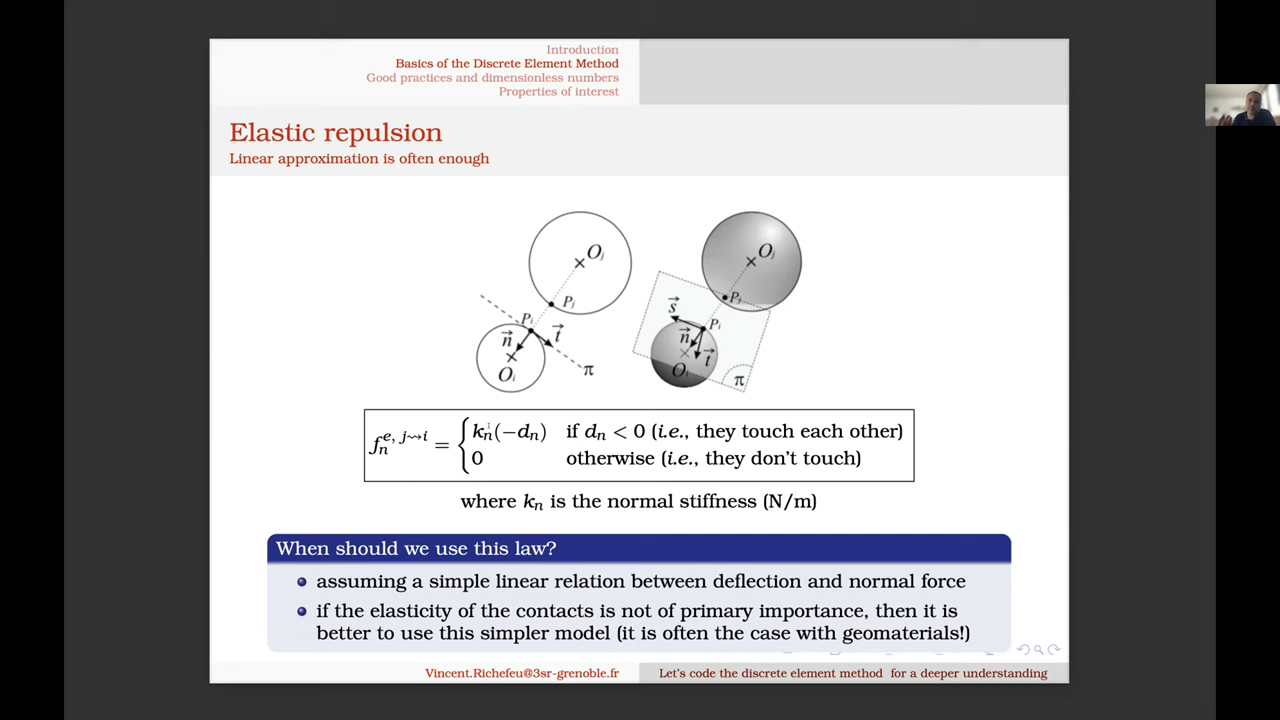 Introduction
Basics of the Discrete Element Method
Good practices and dimensionless numbers
Properties of interest
Elastic repulsion
Linear approximation is often enough
O_j
P_j
P_i
n⃗
t⃗
O_i
π
O_j
P_j
s⃗
P_i
n⃗
t⃗
O_i
π
f_n^{e, j⇝i} = { k_n(−d_n) if d_n < 0 (i.e., they touch each other)
0 otherwise (i.e., they don't touch)
where k_n is the normal stiffness (N/m)
When should we use this law?
assuming a simple linear relation between deflection and normal force
if the elasticity of the contacts is not of primary importance, then it is
better to use this simpler model (it is often the case with geomaterials!)
Vincent.Richefeu@3sr-grenoble.fr
Let's code the discrete element method for a deeper understanding